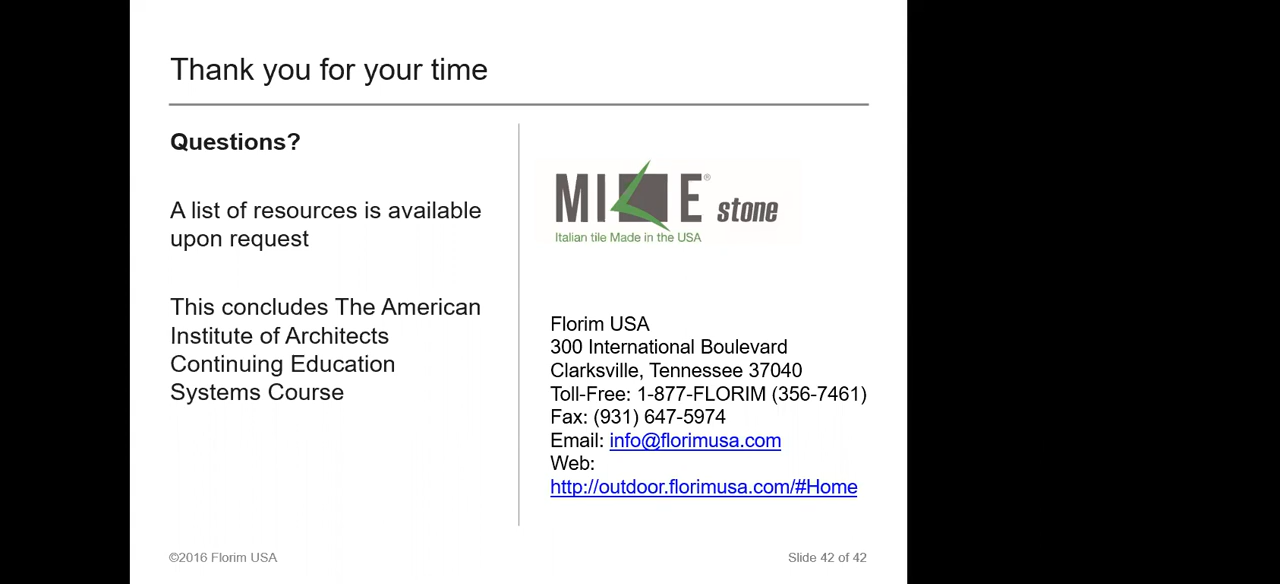 Thank you for your time
Questions?
A list of resources is available
upon request
This concludes The American
Institute of Architects
Continuing Education
Systems Course
MILE® stone
Italian tile Made in the USA
Florim USA
300 International Boulevard
Clarksville, Tennessee 37040
Toll-Free: 1-877-FLORIM (356-7461)
Fax: (931) 647-5974
Email: info@florimusa.com
Web:
http://outdoor.florimusa.com/#Home
©2016 Florim USA
Slide 42 of 42